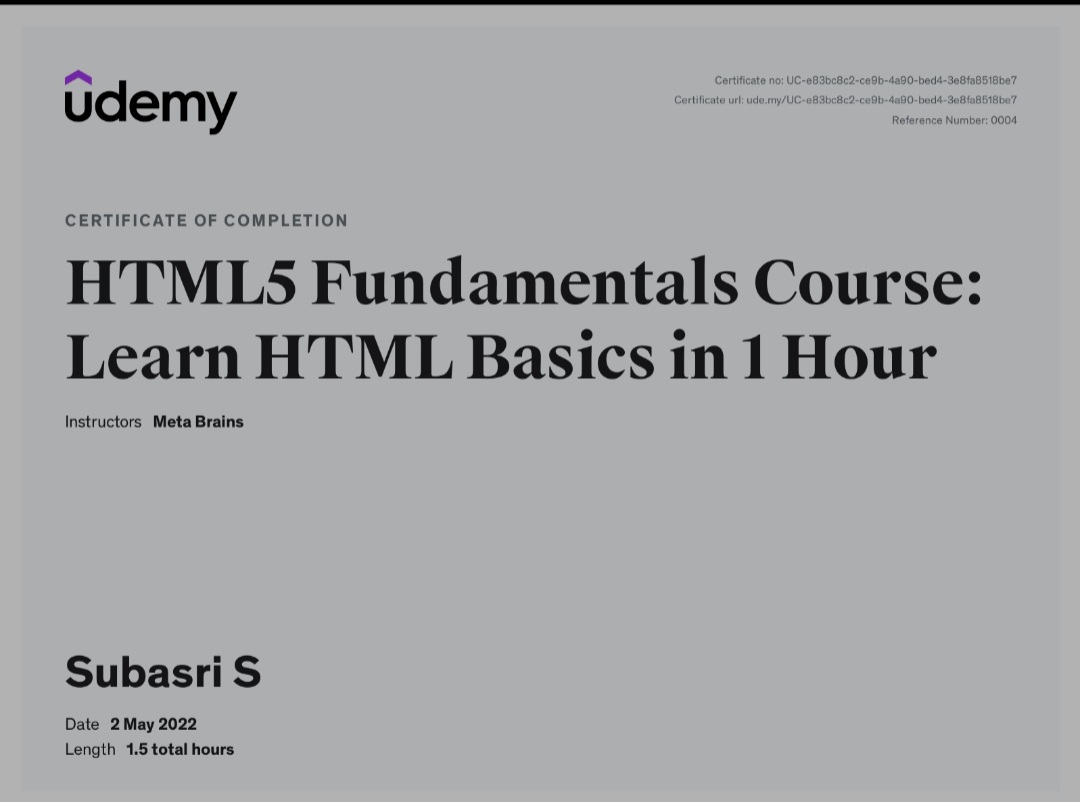 udemy
Certificate no: UC-e83bc8c2-ce9b-4a90-bed4-3e8fa8518be7
Certificate url: ude.my/UC-e83bc8c2-ce9b-4a90-bed4-3e8fa8518be7
Reference Number: 0004
CERTIFICATE OF COMPLETION
HTML5 Fundamentals Course:
Learn HTML Basics in 1 Hour
Instructors Meta Brains
Subasri S
Date 2 May 2022
Length 1.5 total hours